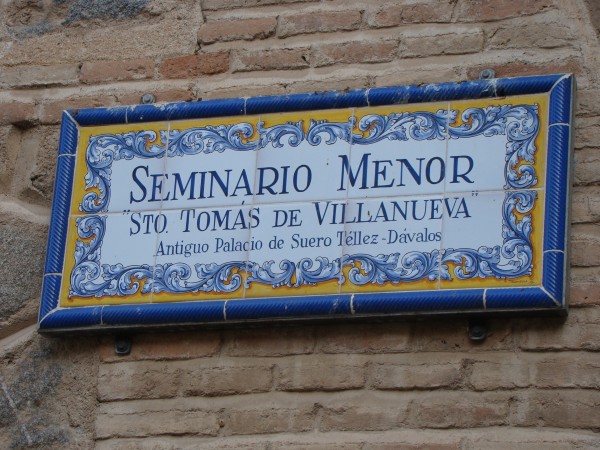 SEMINARIO MENOR
"STO. TOMÁS DE VILLANUEVA"
Antiguo Palacio de Suero Téllez-Dávalos